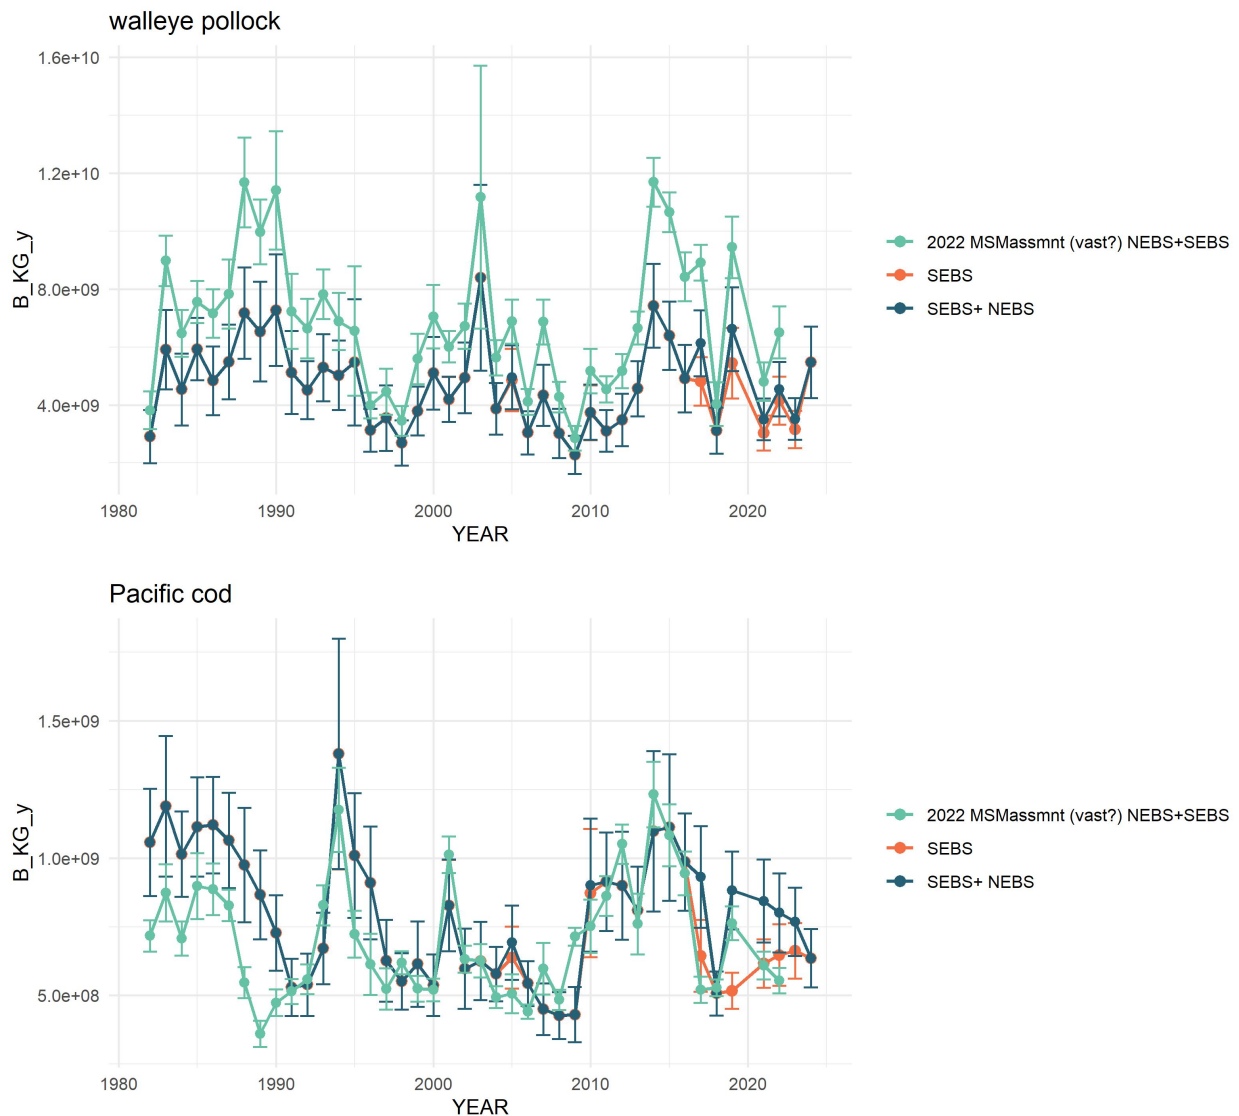 walleye pollock
1.6e+10
1.2e+10
8.0e+09
4.0e+09
B_KG_y
1980 1990 2000 2010 2020
YEAR
2022 MSMassmnt (vast?) NEBS+SEBS
SEBS
SEBS+ NEBS
Pacific cod
1.5e+09
1.0e+09
5.0e+08
B_KG_y
1980 1990 2000 2010 2020
YEAR
2022 MSMassmnt (vast?) NEBS+SEBS
SEBS
SEBS+ NEBS